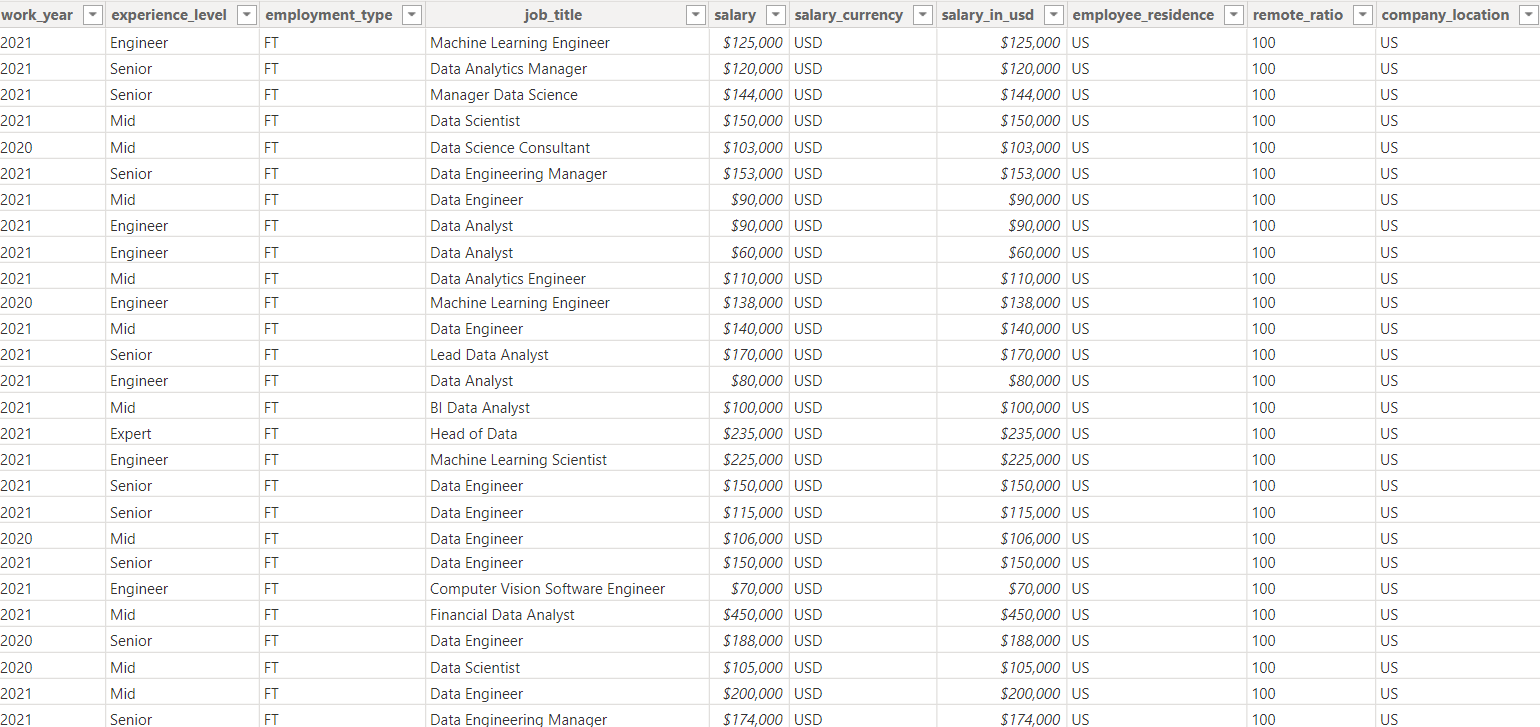 work_year experience_level employment_type job_title salary salary_currency salary_in_usd employee_residence remote_ratio company_location
2021 Engineer FT Machine Learning Engineer $125,000 USD $125,000 US 100 US
2021 Senior FT Data Analytics Manager $120,000 USD $120,000 US 100 US
2021 Senior FT Manager Data Science $144,000 USD $144,000 US 100 US
2021 Mid FT Data Scientist $150,000 USD $150,000 US 100 US
2020 Mid FT Data Science Consultant $103,000 USD $103,000 US 100 US
2021 Senior FT Data Engineering Manager $153,000 USD $153,000 US 100 US
2021 Mid FT Data Engineer $90,000 USD $90,000 US 100 US
2021 Engineer FT Data Analyst $90,000 USD $90,000 US 100 US
2021 Engineer FT Data Analyst $60,000 USD $60,000 US 100 US
2021 Mid FT Data Analytics Engineer $110,000 USD $110,000 US 100 US
2020 Engineer FT Machine Learning Engineer $138,000 USD $138,000 US 100 US
2021 Mid FT Data Engineer $140,000 USD $140,000 US 100 US
2021 Senior FT Lead Data Analyst $170,000 USD $170,000 US 100 US
2021 Engineer FT Data Analyst $80,000 USD $80,000 US 100 US
2021 Mid FT BI Data Analyst $100,000 USD $100,000 US 100 US
2021 Expert FT Head of Data $235,000 USD $235,000 US 100 US
2021 Engineer FT Machine Learning Scientist $225,000 USD $225,000 US 100 US
2021 Senior FT Data Engineer $150,000 USD $150,000 US 100 US
2021 Senior FT Data Engineer $115,000 USD $115,000 US 100 US
2020 Mid FT Data Engineer $106,000 USD $106,000 US 100 US
2021 Senior FT Data Engineer $150,000 USD $150,000 US 100 US
2021 Engineer FT Computer Vision Software Engineer $70,000 USD $70,000 US 100 US
2021 Mid FT Financial Data Analyst $450,000 USD $450,000 US 100 US
2020 Senior FT Data Engineer $188,000 USD $188,000 US 100 US
2020 Mid FT Data Scientist $105,000 USD $105,000 US 100 US
2021 Mid FT Data Engineer $200,000 USD $200,000 US 100 US
2021 Senior FT Data Engineering Manager $174,000 USD $174,000 US 100 US